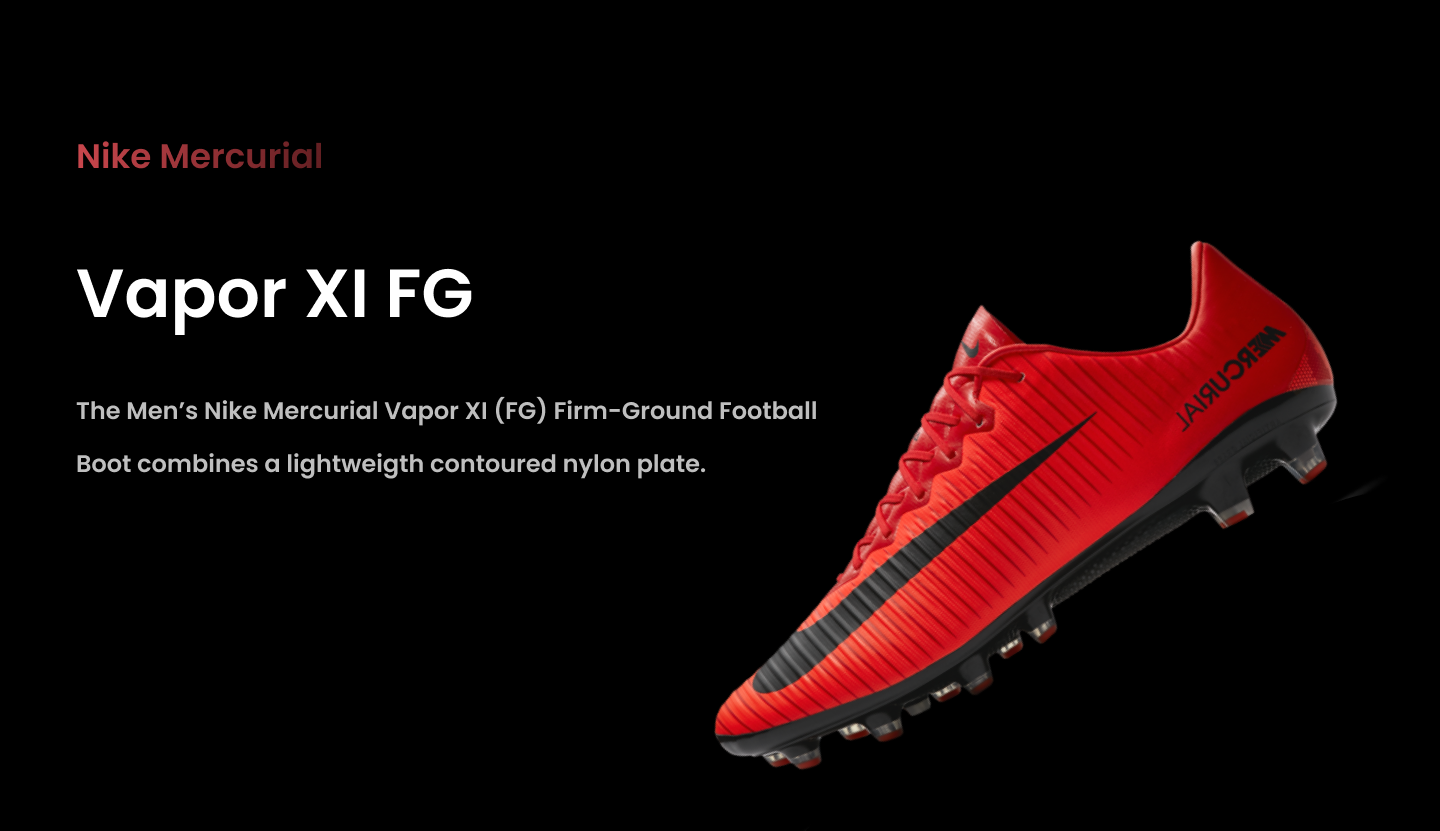 Nike Mercurial
Vapor XI FG
The Men’s Nike Mercurial Vapor XI (FG) Firm-Ground Football
Boot combines a lightweigth contoured nylon plate.
MERCURIAL